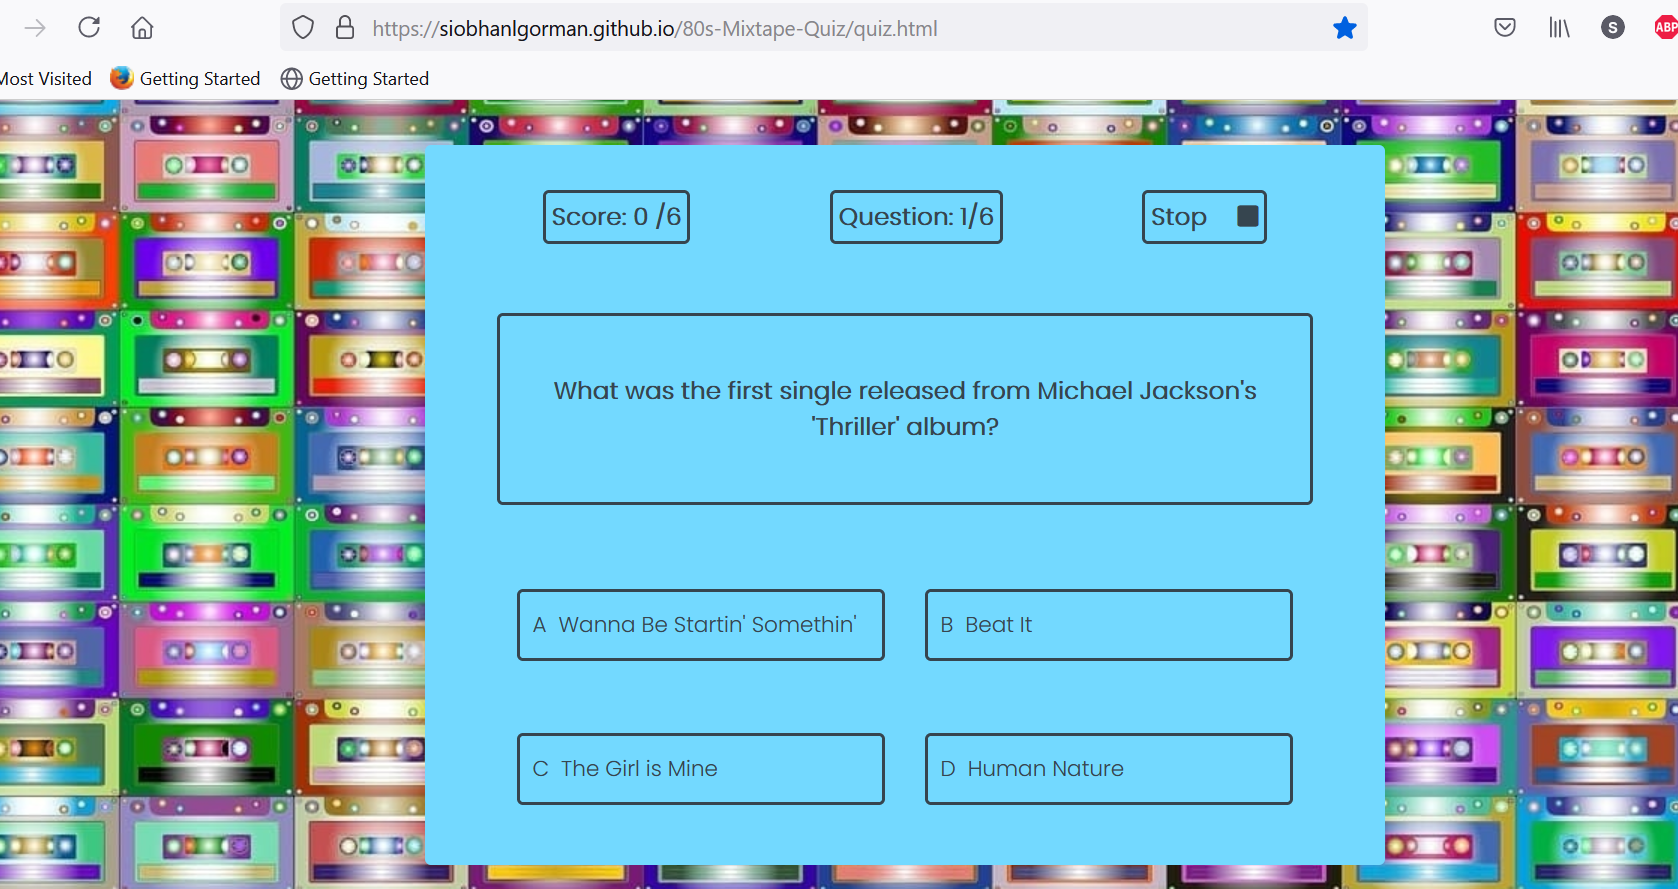 https://siobhanlgorman.github.io/80s-Mixtape-Quiz/quiz.html
S
ABP
Most Visited
Getting Started
Getting Started
Score: 0 /6
Question: 1/6
Stop
What was the first single released from Michael Jackson's
'Thriller' album?
A Wanna Be Startin' Somethin'
B Beat It
C The Girl is Mine
D Human Nature